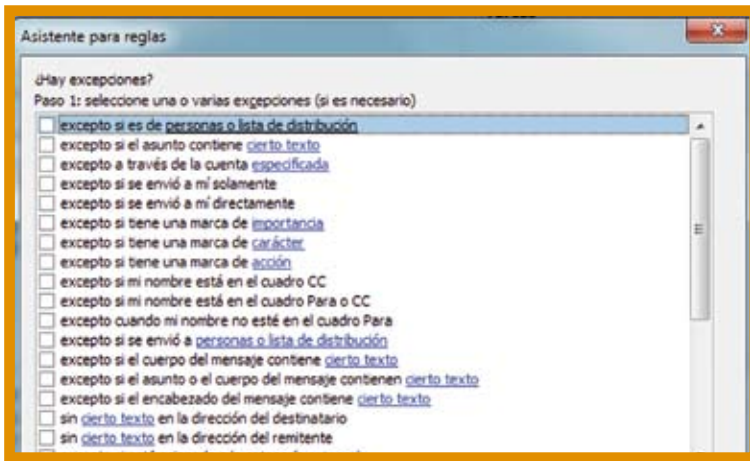 Asistente para reglas
¿Hay excepciones?
Paso 1: seleccione una o varias excepciones (si es necesario)
excepto si es de personas o lista de distribución
excepto si el asunto contiene cierto texto
excepto a través de la cuenta especificada
excepto si se envió a mí solamente
excepto si se envió a mí directamente
excepto si tiene una marca de importancia
excepto si tiene una marca de carácter
excepto si tiene una marca de acción
excepto si mi nombre está en el cuadro CC
excepto si mi nombre está en el cuadro Para o CC
excepto cuando mi nombre no esté en el cuadro Para
excepto si se envió a personas o lista de distribución
excepto si el cuerpo del mensaje contiene cierto texto
excepto si el asunto o el cuerpo del mensaje contienen cierto texto
excepto si el encabezado del mensaje contiene cierto texto
sin cierto texto en la dirección del destinatario
sin cierto texto en la dirección del remitente